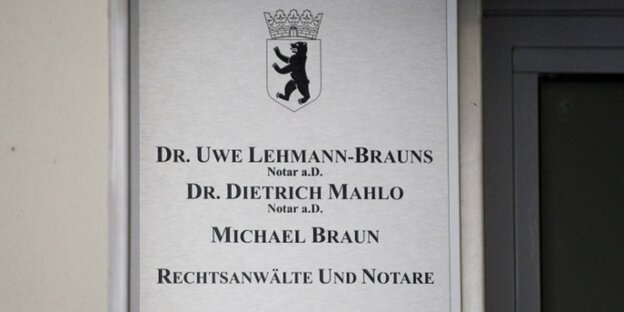 DR. UWE LEHMANN-BRAUNS
Notar a.D.
DR. DIETRICH MAHLO
Notar a.D.
MICHAEL BRAUN
RECHTSANWÄLTE UND NOTARE